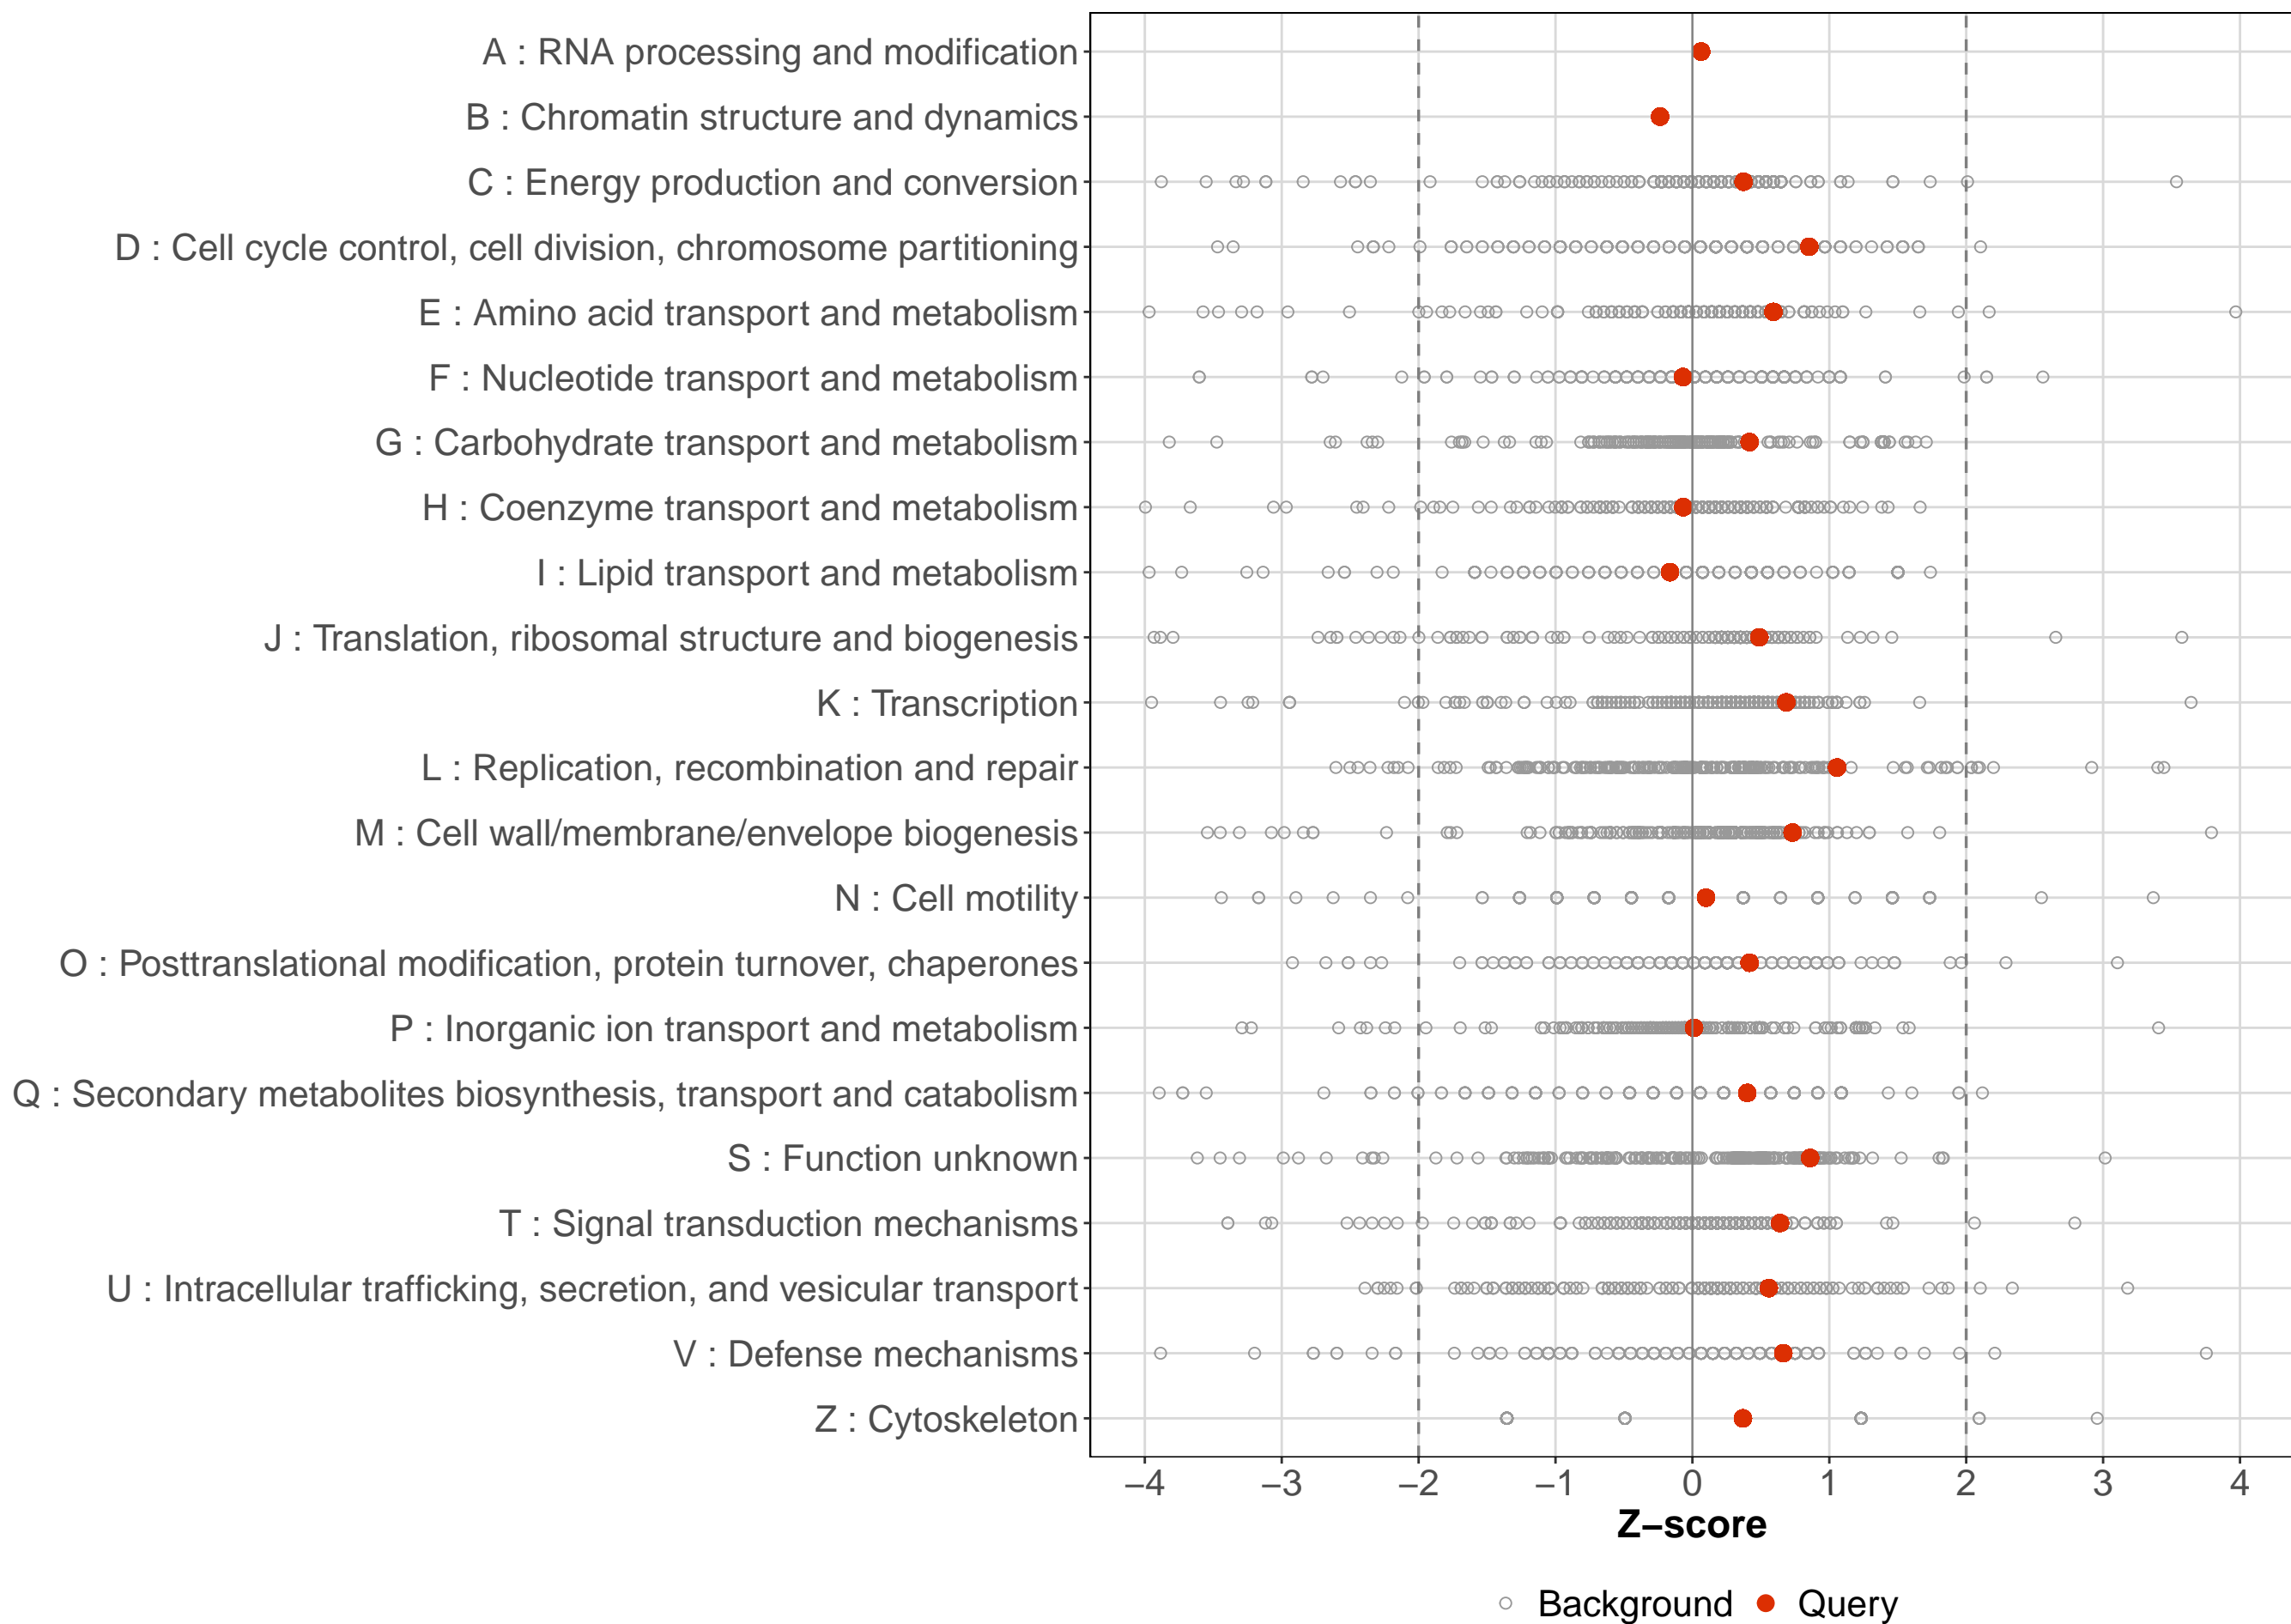 A : RNA processing and modification
B : Chromatin structure and dynamics
C : Energy production and conversion
D : Cell cycle control, cell division, chromosome partitioning
E : Amino acid transport and metabolism
F : Nucleotide transport and metabolism
G : Carbohydrate transport and metabolism
H : Coenzyme transport and metabolism
I : Lipid transport and metabolism
J : Translation, ribosomal structure and biogenesis
K : Transcription
L : Replication, recombination and repair
M : Cell wall/membrane/envelope biogenesis
N : Cell motility
O : Posttranslational modification, protein turnover, chaperones
P : Inorganic ion transport and metabolism
Q : Secondary metabolites biosynthesis, transport and catabolism
S : Function unknown
T : Signal transduction mechanisms
U : Intracellular trafficking, secretion, and vesicular transport
V : Defense mechanisms
Z : Cytoskeleton
−4 −3 −2 −1 0 1 2 3 4
Z−score
Background Query